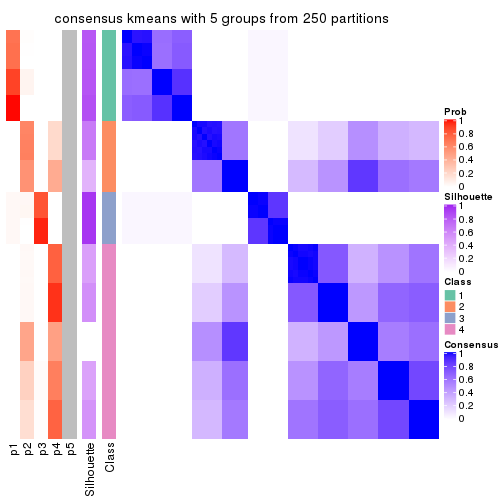 consensus kmeans with 5 groups from 250 partitions
Prob
1
0.8
0.6
0.4
0.2
0
Silhouette
1
0.8
0.6
0.4
0.2
0
Class
1
2
3
4
Consensus
1
0.8
0.6
0.4
0.2
0
p1
p2
p3
p4
p5
Silhouette
Class